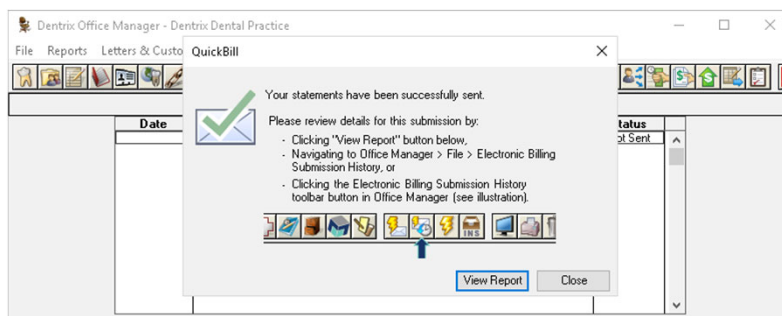 Dentrix Office Manager - Dentrix Dental Practice
File Reports Letters & Custo
QuickBill
Your statements have been successfully sent.
Please review details for this submission by:
- Clicking "View Report" button below,
- Navigating to Office Manager > File > Electronic Billing
Submission History, or
- Clicking the Electronic Billing Submission History
toolbar button in Office Manager (see illustration).
INS
View Report Close
Date
tatus
ot Sent